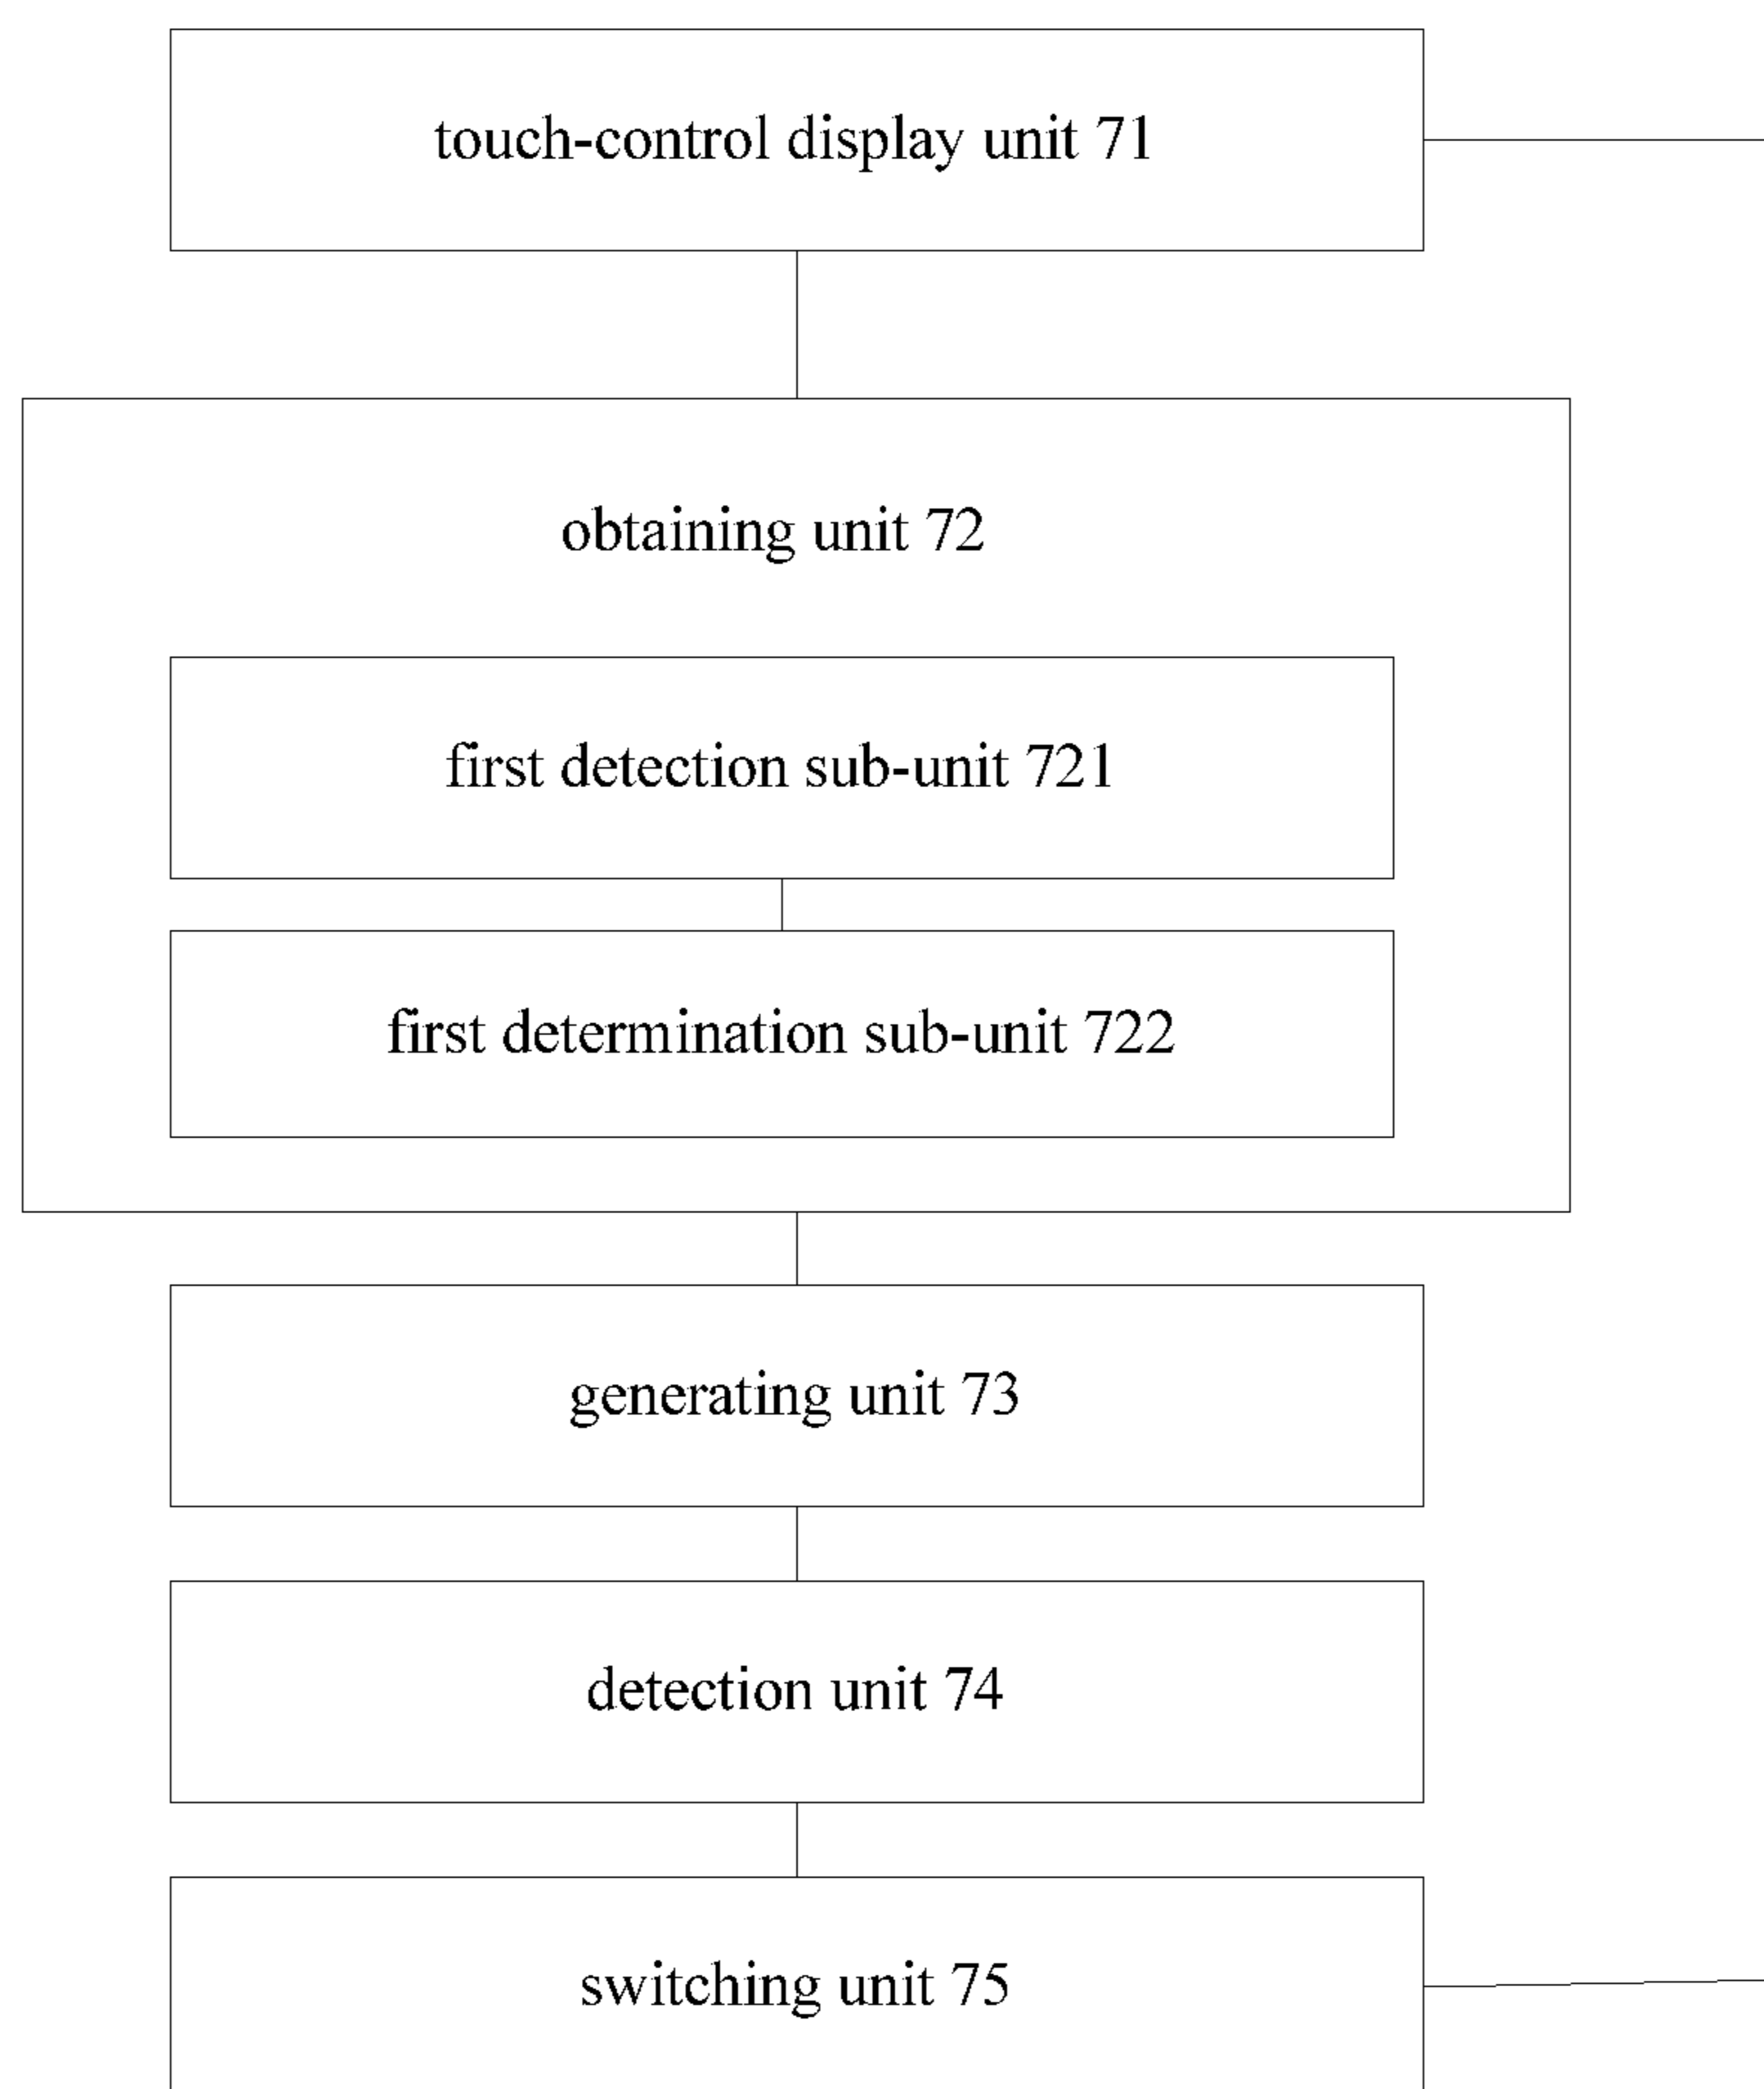 touch-control display unit 71
obtaining unit 72
first detection sub-unit 721
first determination sub-unit 722
generating unit 73
detection unit 74
switching unit 75